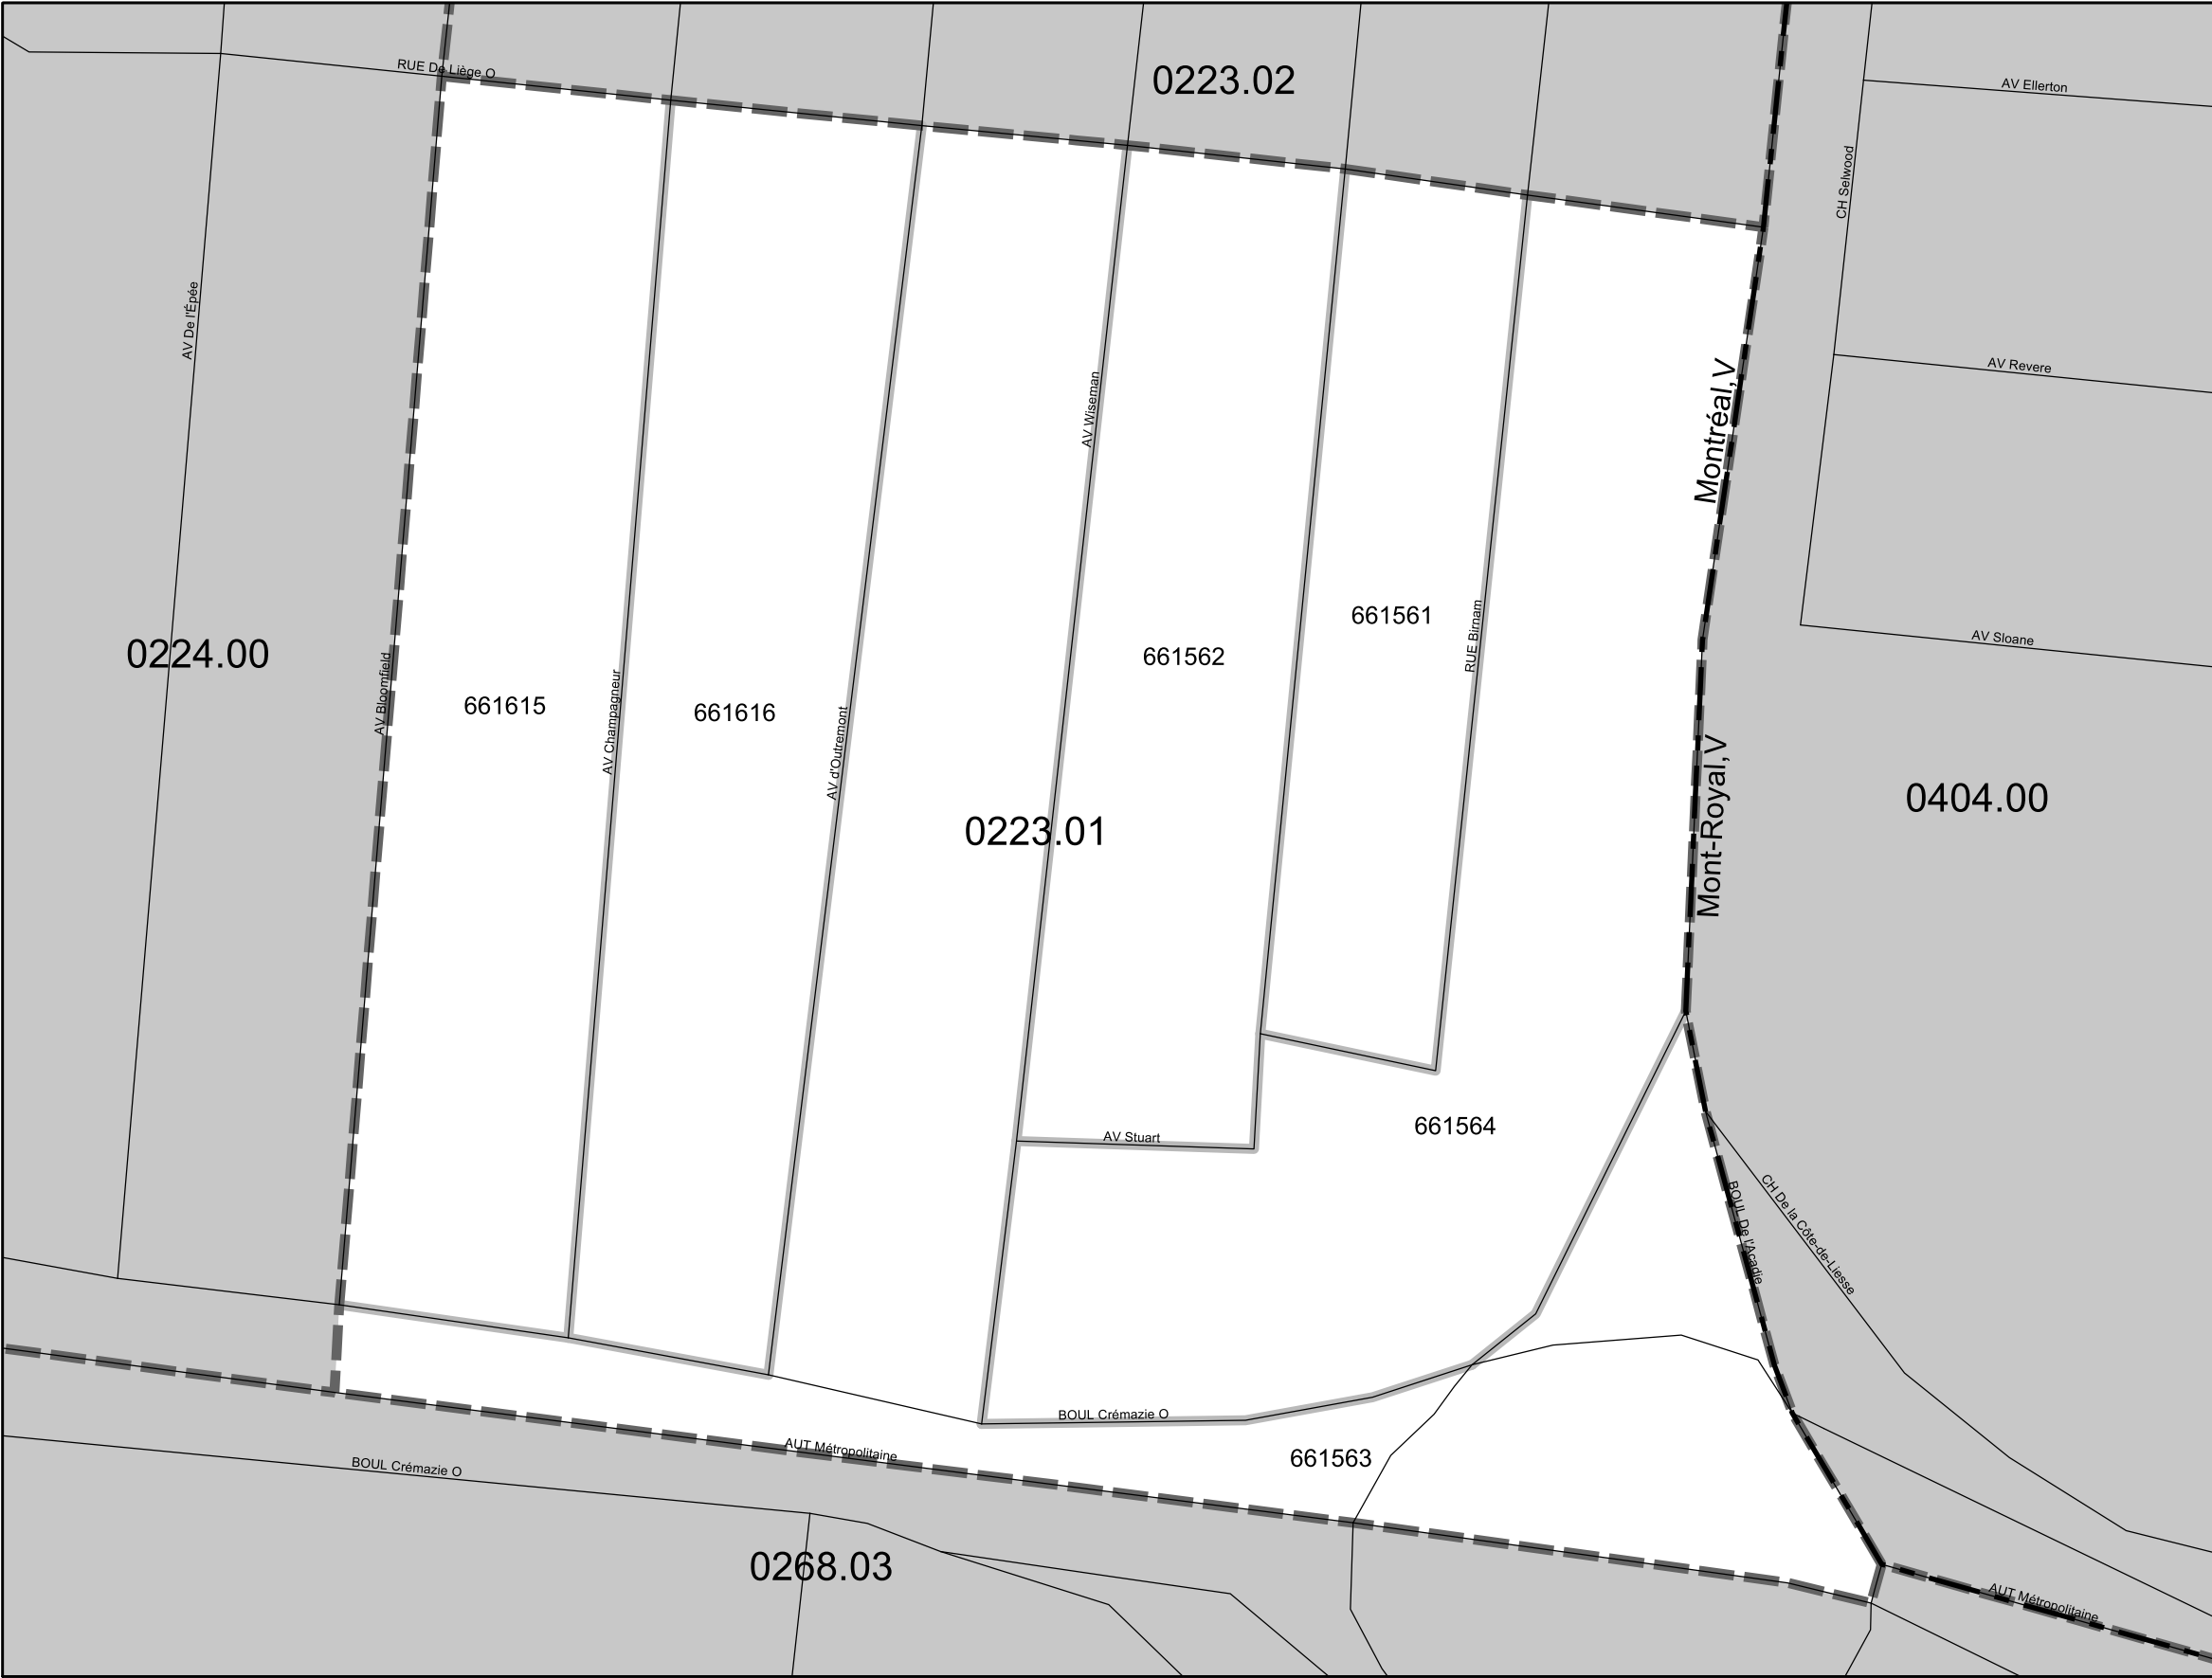 RUE De Liège O
0223.02
AV Ellerton
CH Selwood
AV De l'Épée
AV Revere
AV Wiseman
Montréal,V
661561
RUE Birnam
AV Sloane
0224.00
AV Bloomfield
661562
661615
AV Champagneur
661616
AV d'Outremont
0223.01
Mont-Royal,V
0404.00
661564
AV Stuart
BOUL De l'Acadie
CH De la Côte-de-Liesse
BOUL Crémazie O
AUT Métropolitaine
661563
BOUL Crémazie O
0268.03
AUT Métropolitaine